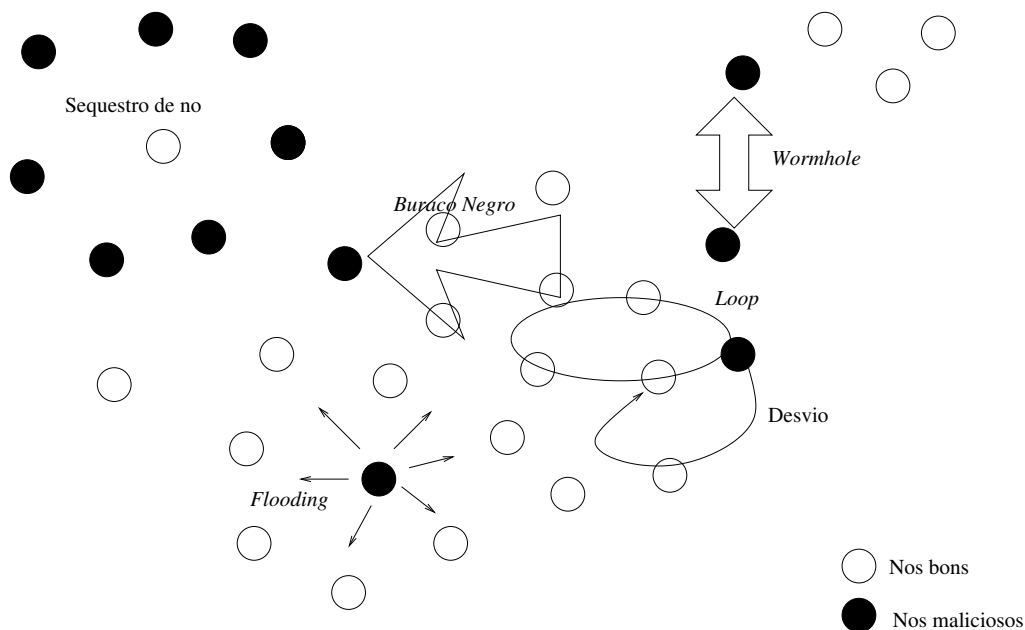 Sequestro de no
Wormhole
Buraco Negro
Loop
Desvio
Flooding
Nos bons
Nos maliciosos